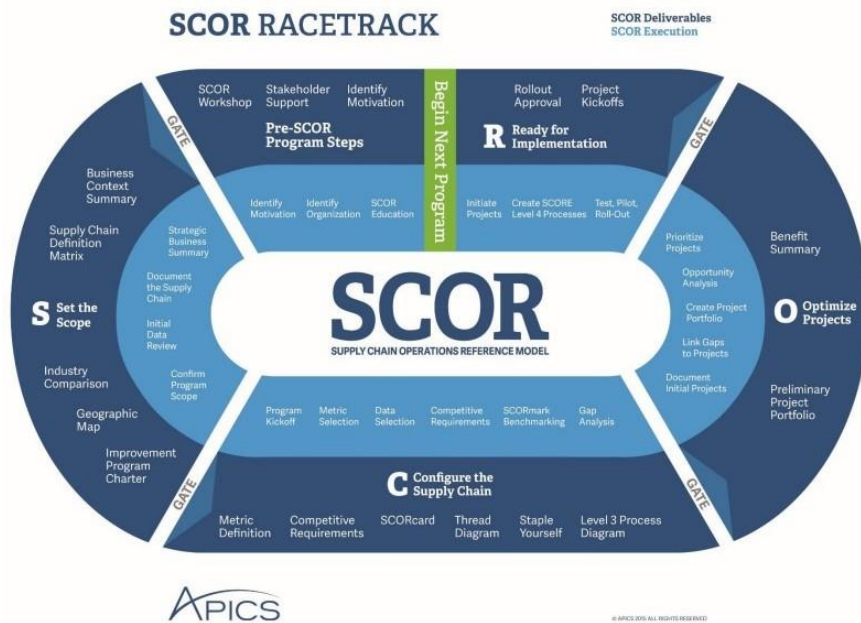 SCOR RACETRACK
SCOR Deliverables
SCOR Execution
SCOR
Workshop
Stakeholder
Support
Identify
Motivation
Pre-SCOR
Program Steps
Begin Next Program
Rollout
Approval
Project
Kickoffs
R Ready for
Implementation
GATE
GATE
Identify
Motivation
Identify
Organization
SCOR
Education
Initiate
Projects
Create SCORE
Level 4 Processes
Test, Pilot,
Roll-Out
Business
Context
Summary
Supply Chain
Definition
Matrix
S Set the
Scope
Industry
Comparison
Geographic
Map
Improvement
Program
Charter
Strategic
Business
Summary
Document
the Supply
Chain
Initial
Data
Review
Confirm
Program
Scope
SCOR
SUPPLY CHAIN OPERATIONS REFERENCE MODEL
Prioritize
Projects
Opportunity
Analysis
Create Project
Portfolio
Link Gaps
to Projects
Document
Initial Projects
Benefit
Summary
O Optimize
Projects
Preliminary
Project
Portfolio
Program
Kickoff
Metric
Selection
Data
Selection
Competitive
Requirements
SCORmark
Benchmarking
Gap
Analysis
GATE
GATE
C Configure the
Supply Chain
Metric
Definition
Competitive
Requirements
SCORcard
Thread
Diagram
Staple
Yourself
Level 3 Process
Diagram
APICS
© APICS 2015 ALL RIGHTS RESERVED